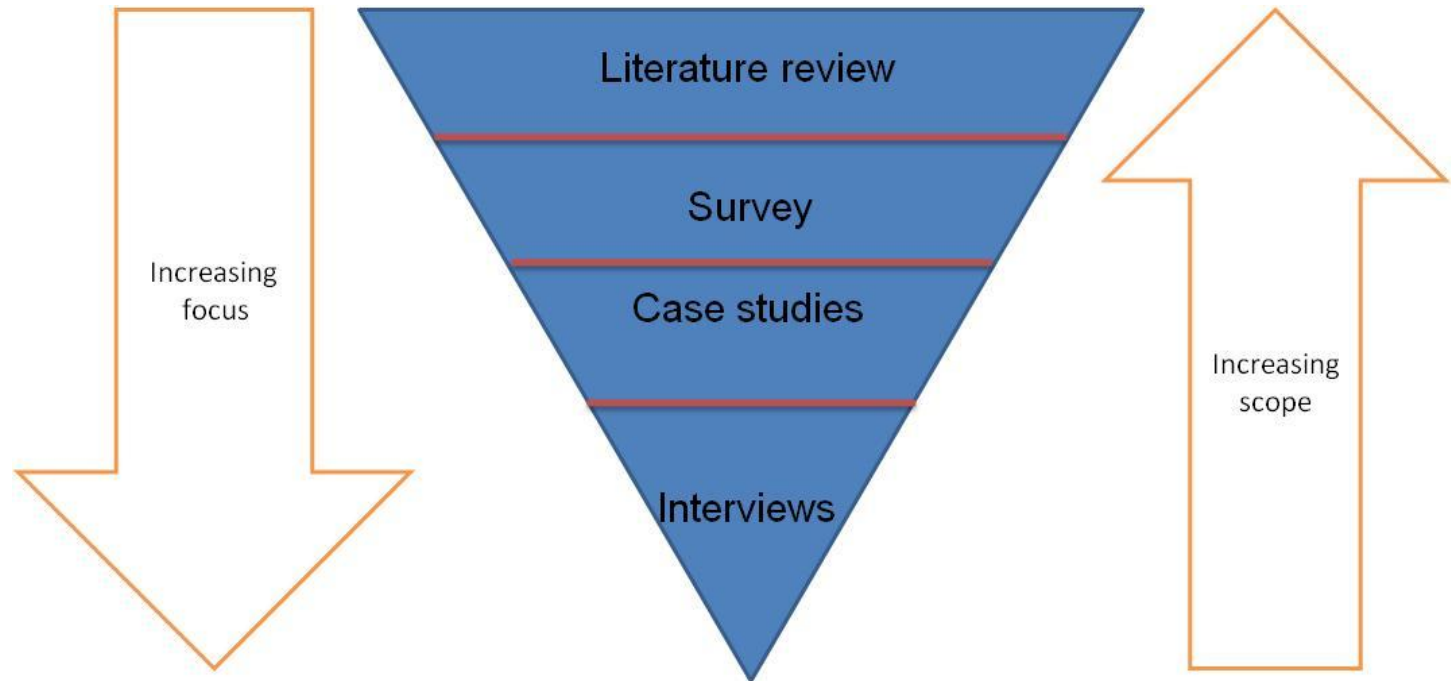 Literature review
Survey
Case studies
Interviews
Increasing
focus
Increasing
scope